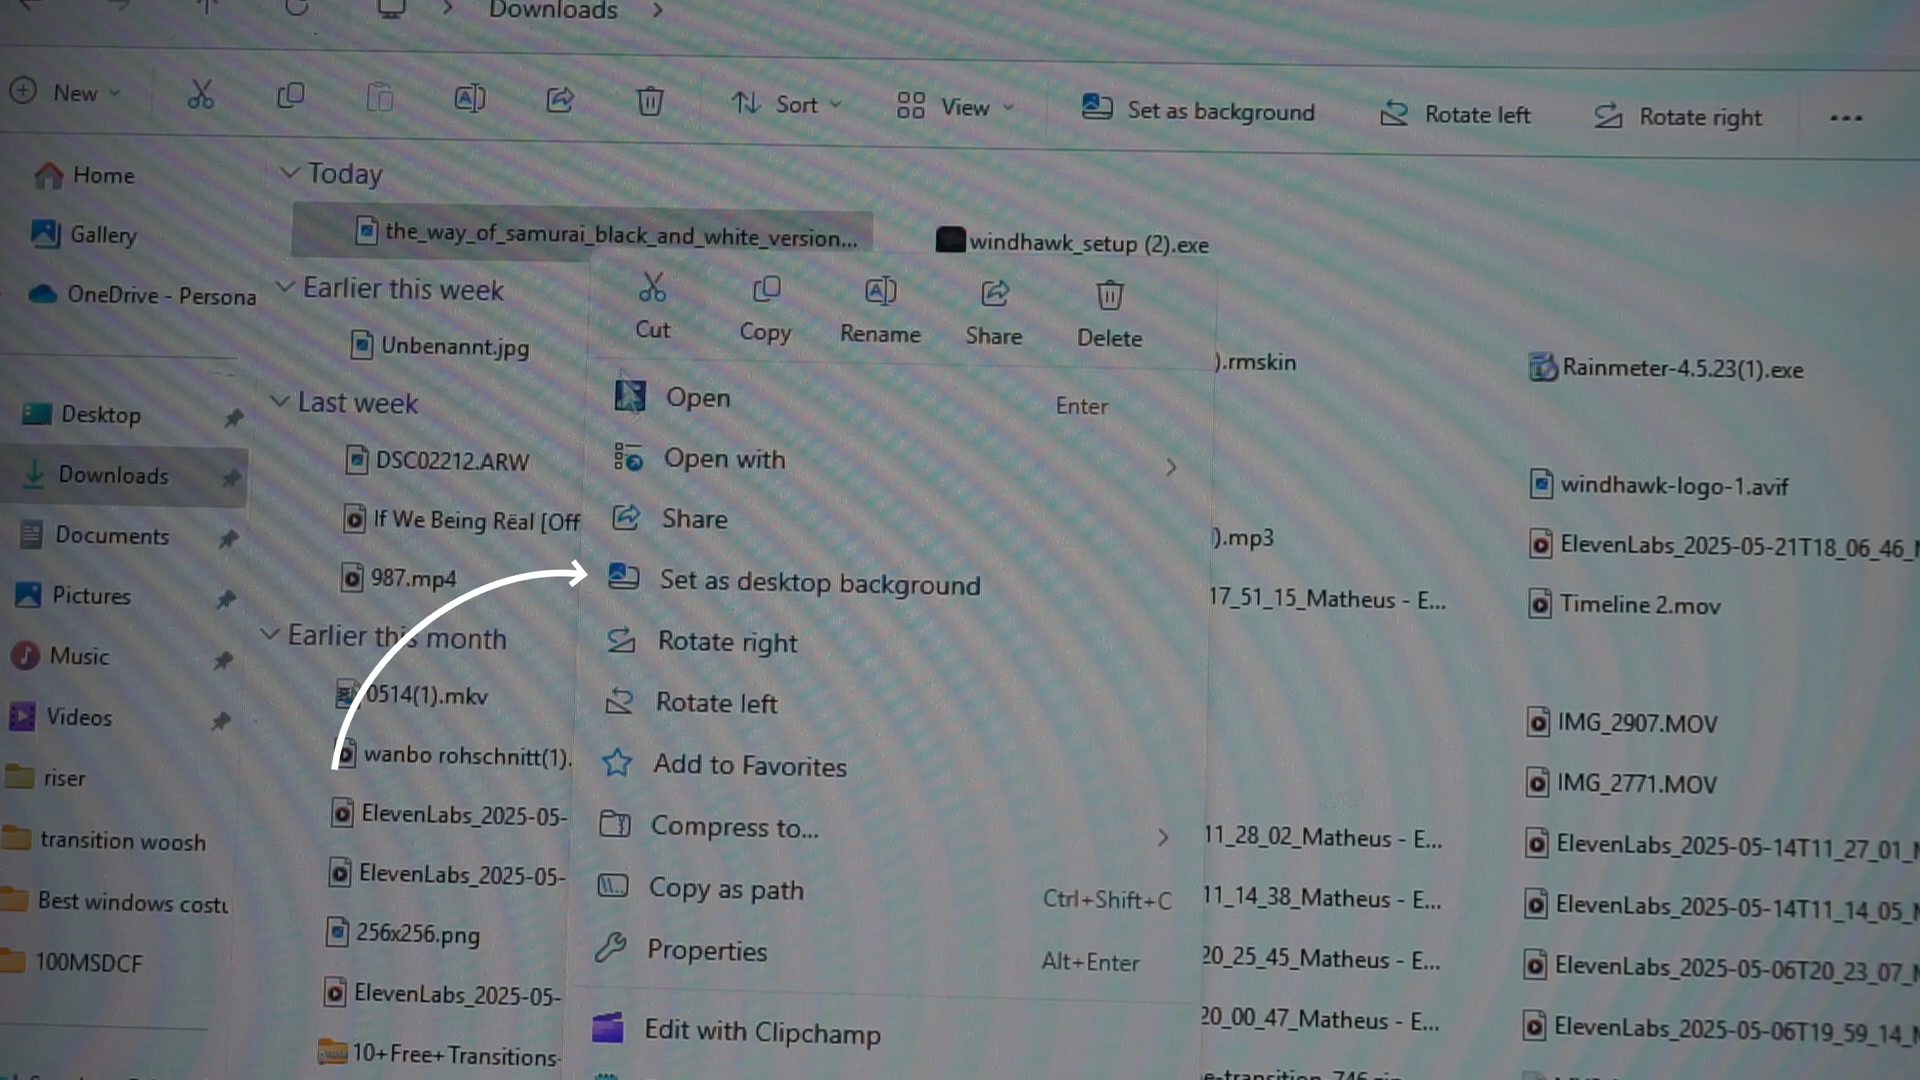 Downloads
New
Sort
View
Set as background
Rotate left
Rotate right
Home
Gallery
OneDrive - Persona
Desktop
Downloads
Documents
Pictures
Music
Videos
riser
transition woosh
Best windows costu
100MSDCF
Today
the_way_of_samurai_black_and_white_version...
windhawk_setup (2).exe
Earlier this week
Unbenannt.jpg
).rmskin
Rainmeter-4.5.23(1).exe
Last week
DSC02212.ARW
windhawk-logo-1.avif
If We Being Rëal [Off
).mp3
ElevenLabs_2025-05-21T18_06_46_
987.mp4
17_51_15_Matheus - E...
Timeline 2.mov
Earlier this month
0514(1).mkv
IMG_2907.MOV
wanbo rohschnitt(1).
IMG_2771.MOV
ElevenLabs_2025-05-
11_28_02_Matheus - E...
ElevenLabs_2025-05-14T11_27_01_
ElevenLabs_2025-05-
11_14_38_Matheus - E...
ElevenLabs_2025-05-14T11_14_05_
256x256.png
20_25_45_Matheus - E...
ElevenLabs_2025-05-06T20_23_07_
ElevenLabs_2025-05-
20_00_47_Matheus - E...
ElevenLabs_2025-05-06T19_59_14_
10+Free+Transitions-
Cut
Copy
Rename
Share
Delete
Open
Enter
Open with
Share
Set as desktop background
Rotate right
Rotate left
Add to Favorites
Compress to...
Copy as path
Ctrl+Shift+C
Properties
Alt+Enter
Edit with Clipchamp